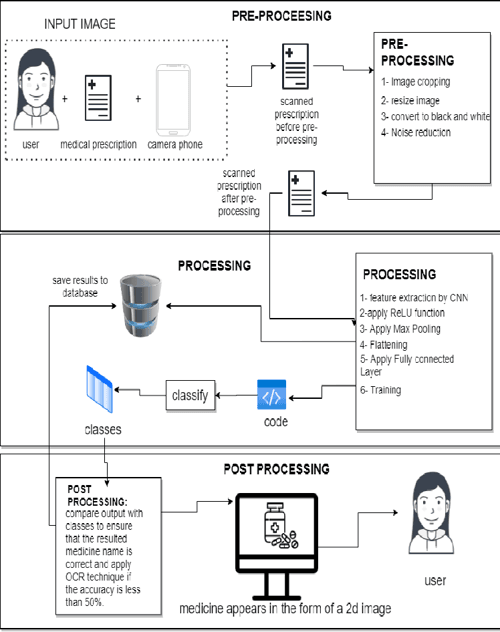 PRE-PROCEESING
INPUT IMAGE
+
+
user
medical prescription
camera phone
scanned
prescription
before pre-
processing
PRE-
PROCESSING
1- Image cropping
2- resize image
3- convert to black and white
4- Noise reduction
scanned
prescription
after pre-
processing
PROCESSING
save results to
database
PROCESSING
1- feature extraction by CNN
2-apply ReLU function
3- Apply Max Pooling
4- Flattening
5- Apply Fully connected
Layer
6- Training
classify
code
classes
POST PROCESSING
POST
PROCESSING:
compare output with
classes to ensure
that the resulted
medicine name is
correct and apply
OCR technique if
the accuracy is less
than 50%.
user
medicine appears in the form of a 2d image